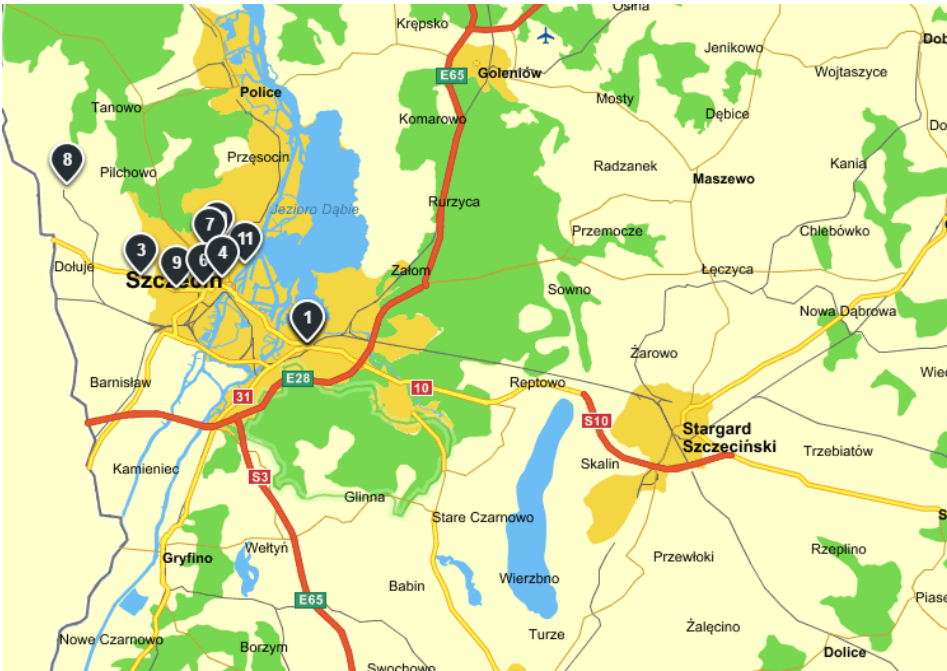 Osina
Krępsko
Jenikowo
Dob
Wojtaszyce
Goleniów
E65
Police
Mosty
Tanowo
Dębice
Komarowo
Do
8
Przęsocin
Pilchowo
Radzanek
Kania
Maszewo
Rurzyca
Jezioro Dąbie
7
11
3
9
6
4
Przemocze
Chlebówko
Dołuje
Załom
Łęczyca
Szczecin
Sowno
Nowa Dąbrowa
1
Żarowo
E28
Barnisław
Reptowo
10
Wied
31
S10
Stargard
Szczeciński
Trzebiatów
Skalin
Kamieniec
S3
Glinna
Stare Czarnowo
S
Wełtyń
Gryfino
Przewłoki
Rzeplino
Wierzbno
Babin
E65
Piase
Żalęcino
Turze
Nowe Czarnowo
Borzym
Dolice
Swochowo